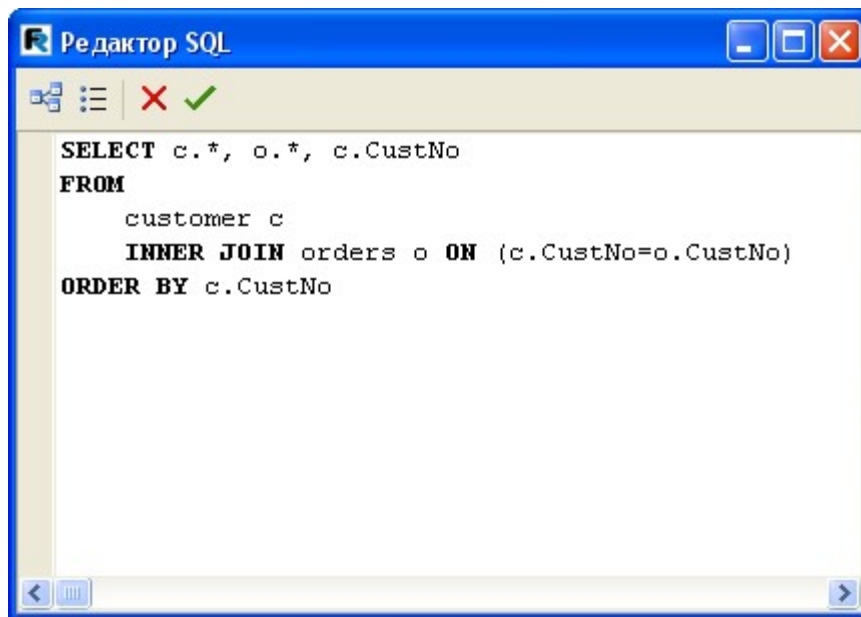 Редактор SQL
SELECT c.*, o.*, c.CustNo
FROM
customer c
INNER JOIN orders o ON (c.CustNo=o.CustNo)
ORDER BY c.CustNo